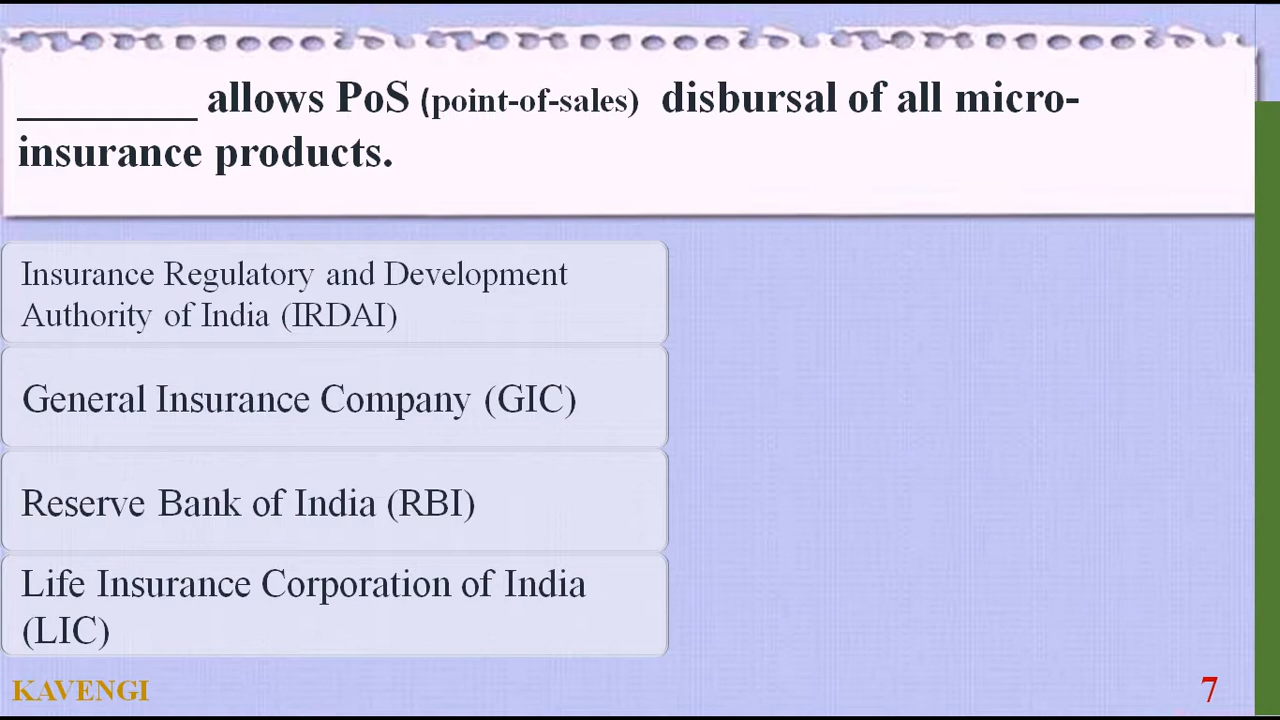 _________ allows PoS (point-of-sales) disbursal of all micro-
insurance products.
Insurance Regulatory and Development
Authority of India (IRDAI)
General Insurance Company (GIC)
Reserve Bank of India (RBI)
Life Insurance Corporation of India
(LIC)
KAVENGI
7